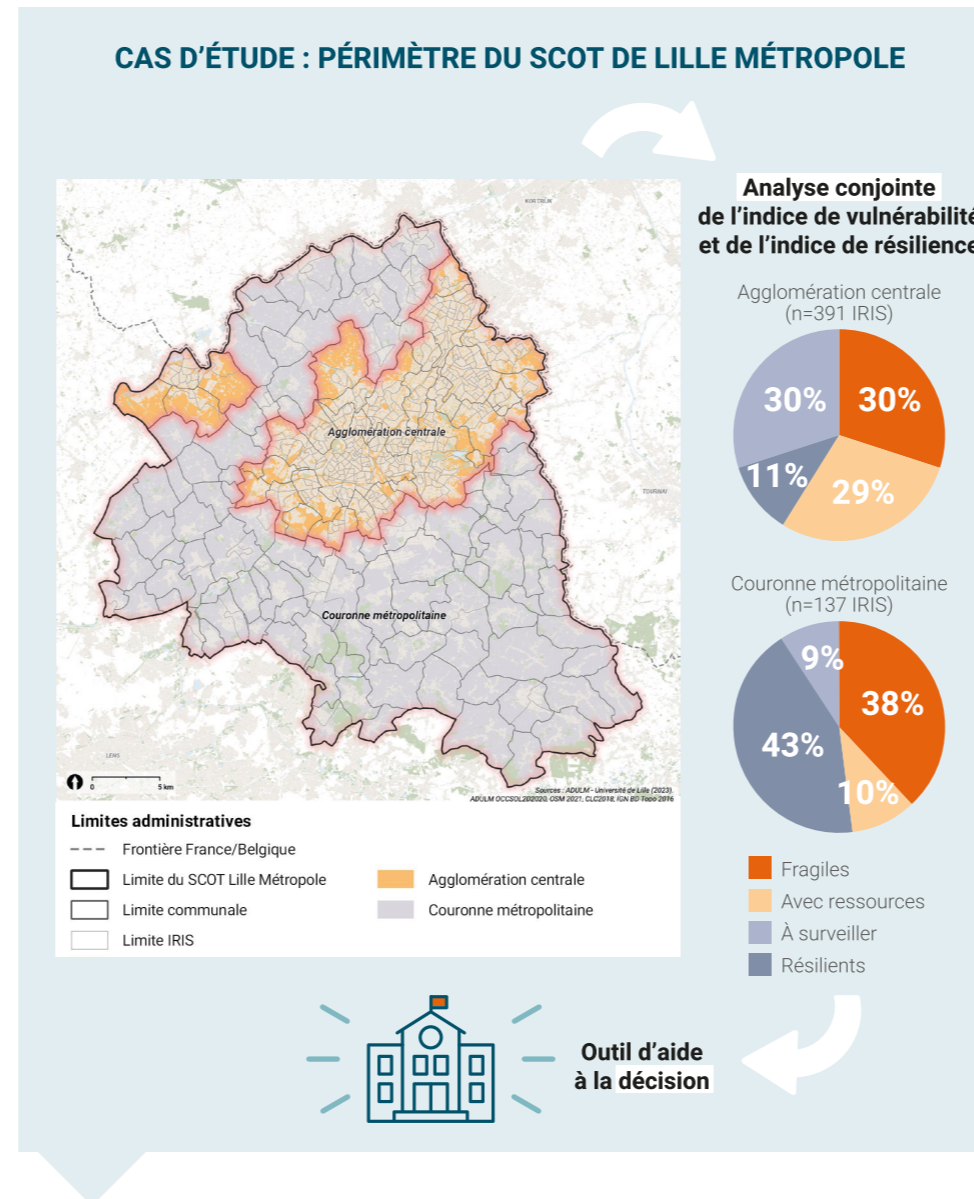 CAS D'ÉTUDE : PÉRIMÈTRE DU SCOT DE LILLE MÉTROPOLE
Analyse conjointe
de l'indice de vulnérabilité
et de l'indice de résilience
KORTRIJK
Agglomération centrale
TOURNAI
Couronne métropolitaine
LENS
0 5 km
Sources : ADULM - Université de Lille (2023),
ADULM OCCSOL2D2020, OSM 2021, CLC2018, IGN BD Topo 2016
Limites administratives
Frontière France/Belgique
Limite du SCOT Lille Métropole
Limite communale
Limite IRIS
Agglomération centrale
Couronne métropolitaine
Agglomération centrale
(n=391 IRIS)
30% 30%
11% 29%
Couronne métropolitaine
(n=137 IRIS)
9%
38%
43%
10%
Fragiles
Avec ressources
À surveiller
Résilients
Outil d'aide
à la décision